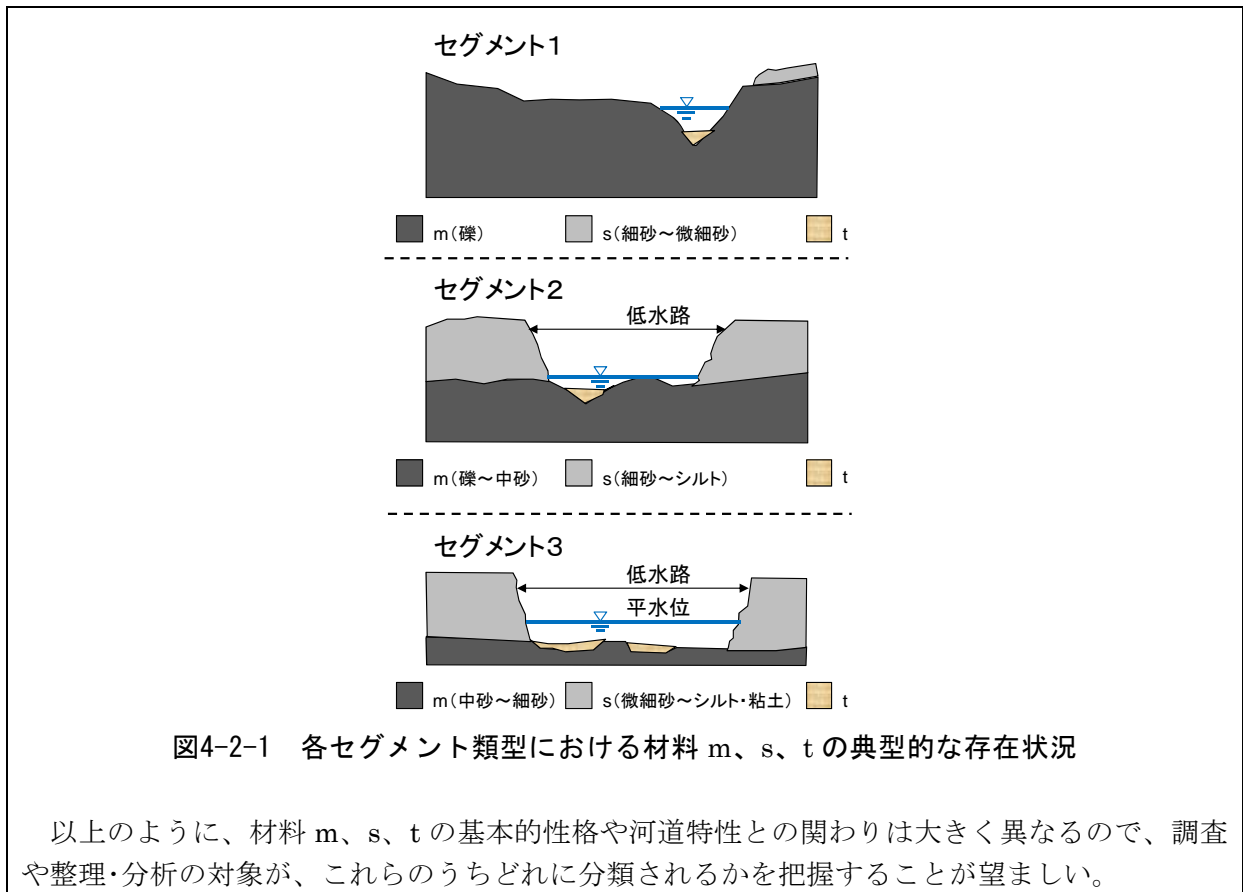 セグメント1
m(礫) s(細砂～微細砂) t
セグメント2
低水路
m(礫～中砂) s(細砂～シルト) t
セグメント3
低水路
平水位
m(中砂～細砂) s(微細砂～シルト・粘土) t
図4-2-1 各セグメント類型における材料 m、s、t の典型的な存在状況
以上のように、材料 m、s、t の基本的性格や河道特性との関わりは大きく異なるので、調査
や整理・分析の対象が、これらのうちどれに分類されるかを把握することが望ましい。